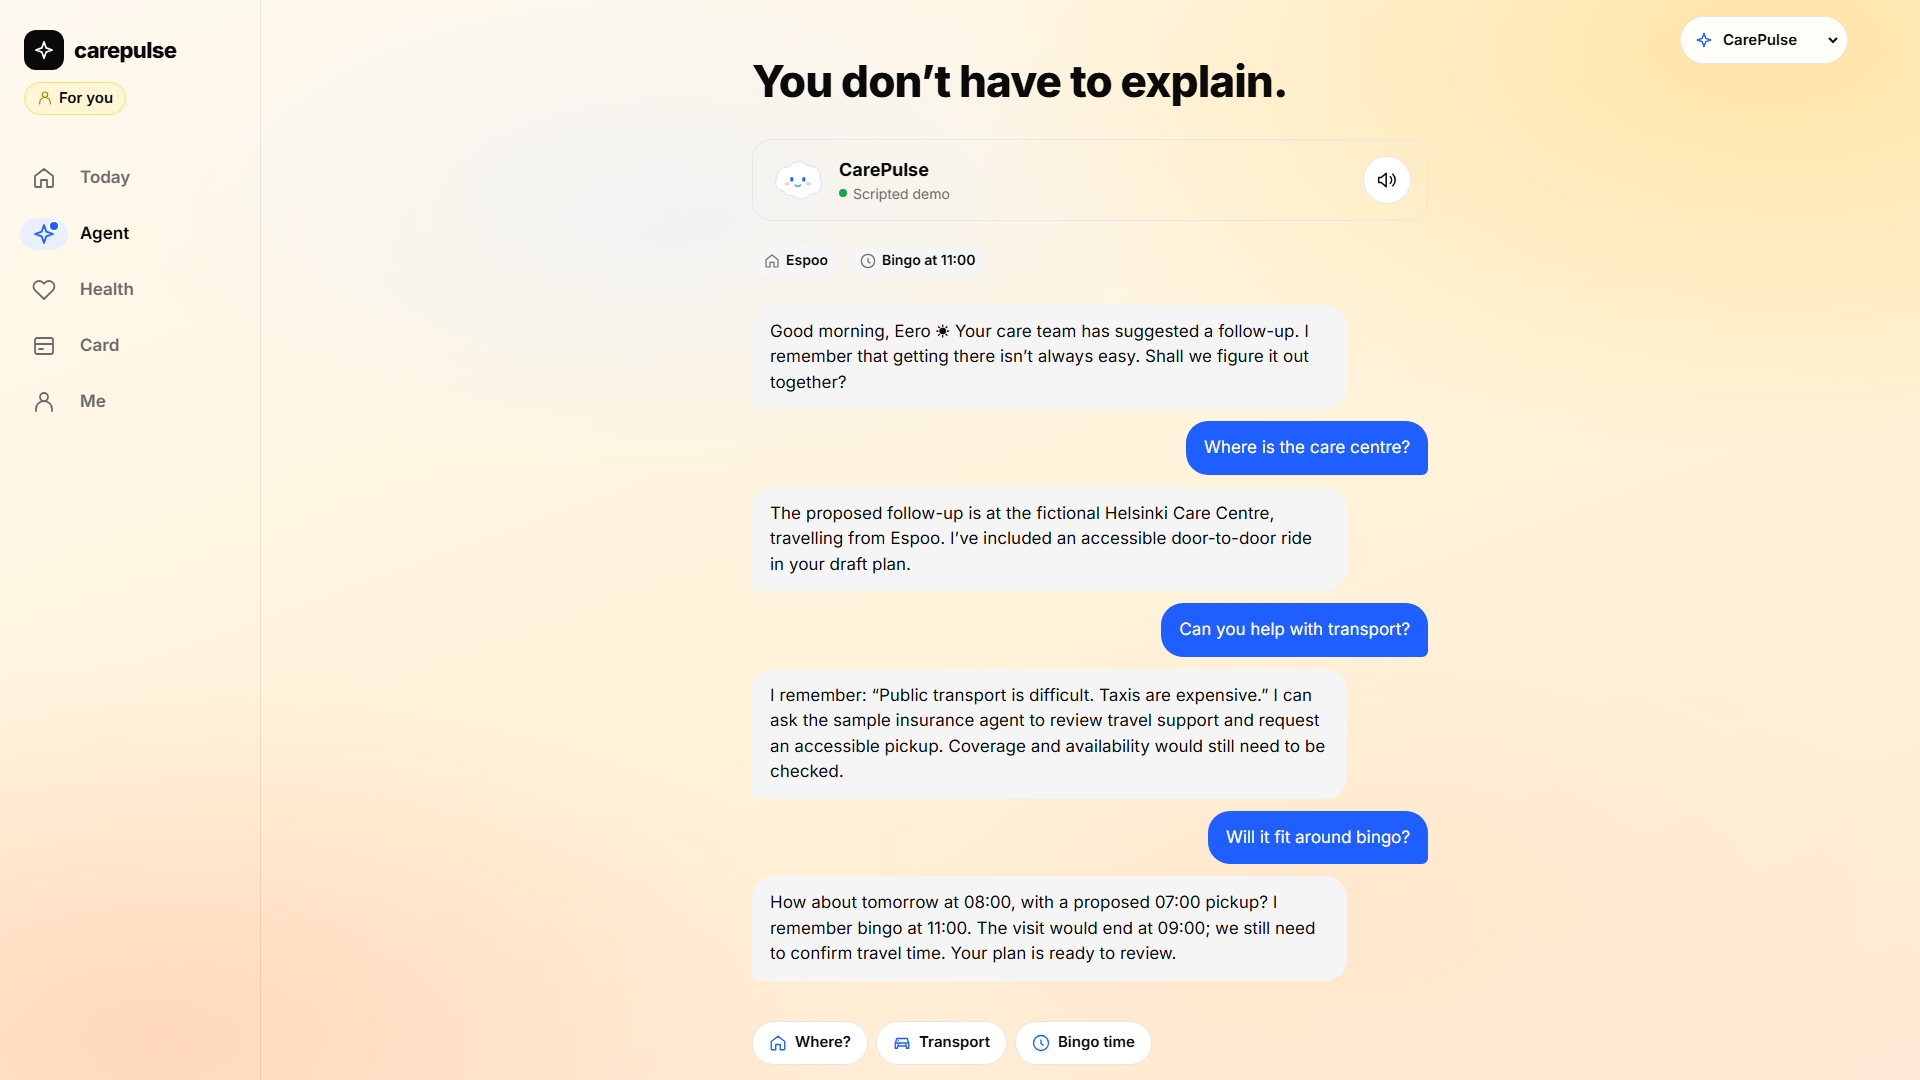 carepulse
For you
Today
Agent
Health
Card
Me
CarePulse
You don’t have to explain.
CarePulse
Scripted demo
Espoo
Bingo at 11:00
Good morning, Eero ☀ Your care team has suggested a follow-up. I
remember that getting there isn’t always easy. Shall we figure it out
together?
Where is the care centre?
The proposed follow-up is at the fictional Helsinki Care Centre,
travelling from Espoo. I’ve included an accessible door-to-door ride
in your draft plan.
Can you help with transport?
I remember: “Public transport is difficult. Taxis are expensive.” I can
ask the sample insurance agent to review travel support and request
an accessible pickup. Coverage and availability would still need to be
checked.
Will it fit around bingo?
How about tomorrow at 08:00, with a proposed 07:00 pickup? I
remember bingo at 11:00. The visit would end at 09:00; we still need
to confirm travel time. Your plan is ready to review.
Where?
Transport
Bingo time